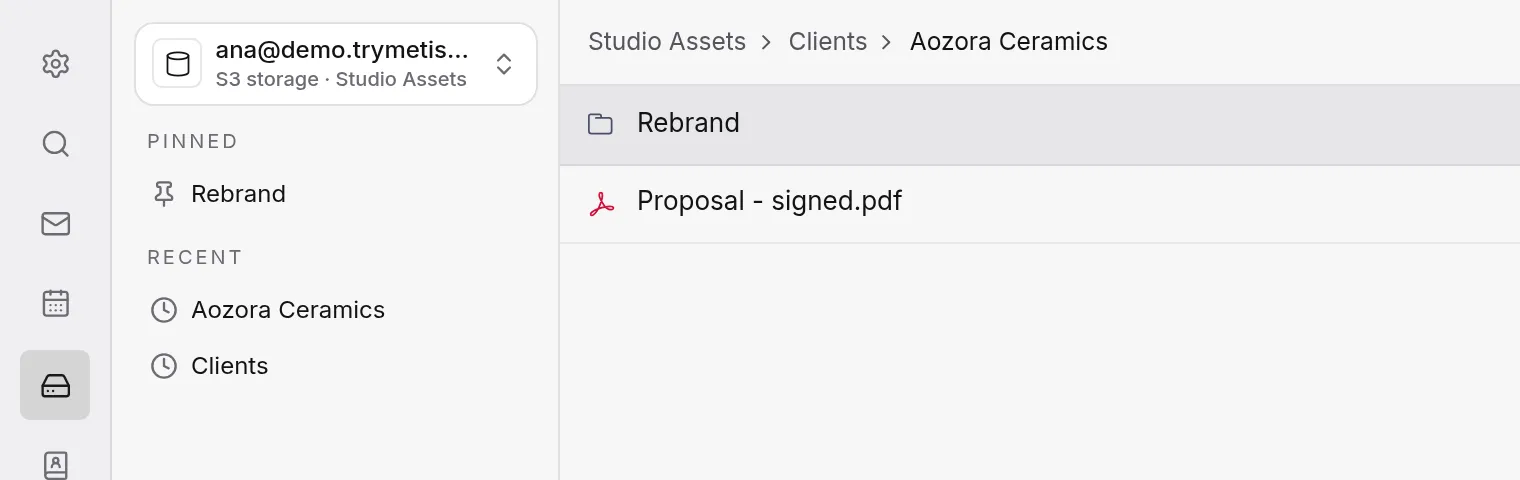 ana@demo.trymetis...
S3 storage · Studio Assets
PINNED
Rebrand
RECENT
Aozora Ceramics
Clients
Studio Assets > Clients > Aozora Ceramics
Rebrand
Proposal - signed.pdf